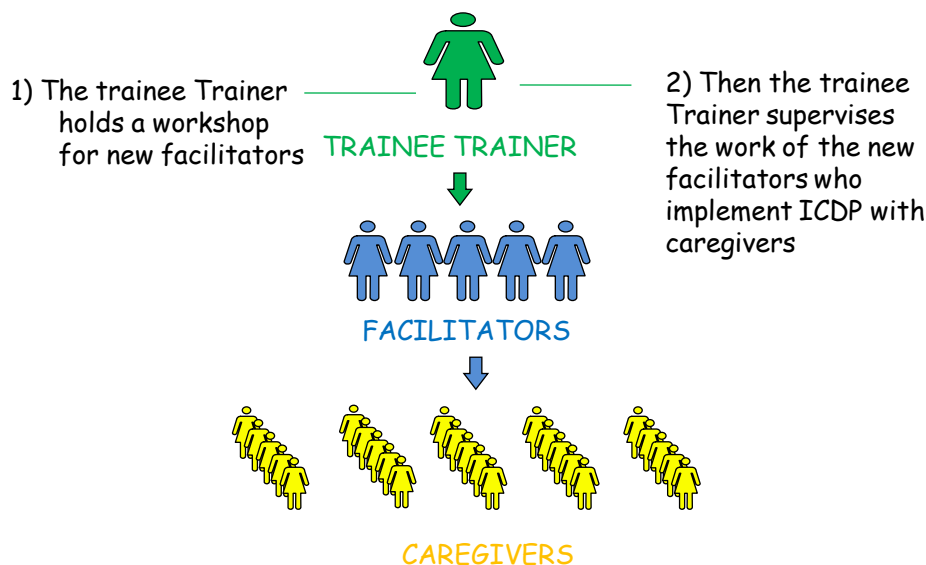 1) The trainee Trainer
holds a workshop
for new facilitators
2) Then the trainee
Trainer supervises
the work of the new
facilitators who
implement ICDP with
caregivers
TRAINEE TRAINER
FACILITATORS
CAREGIVERS